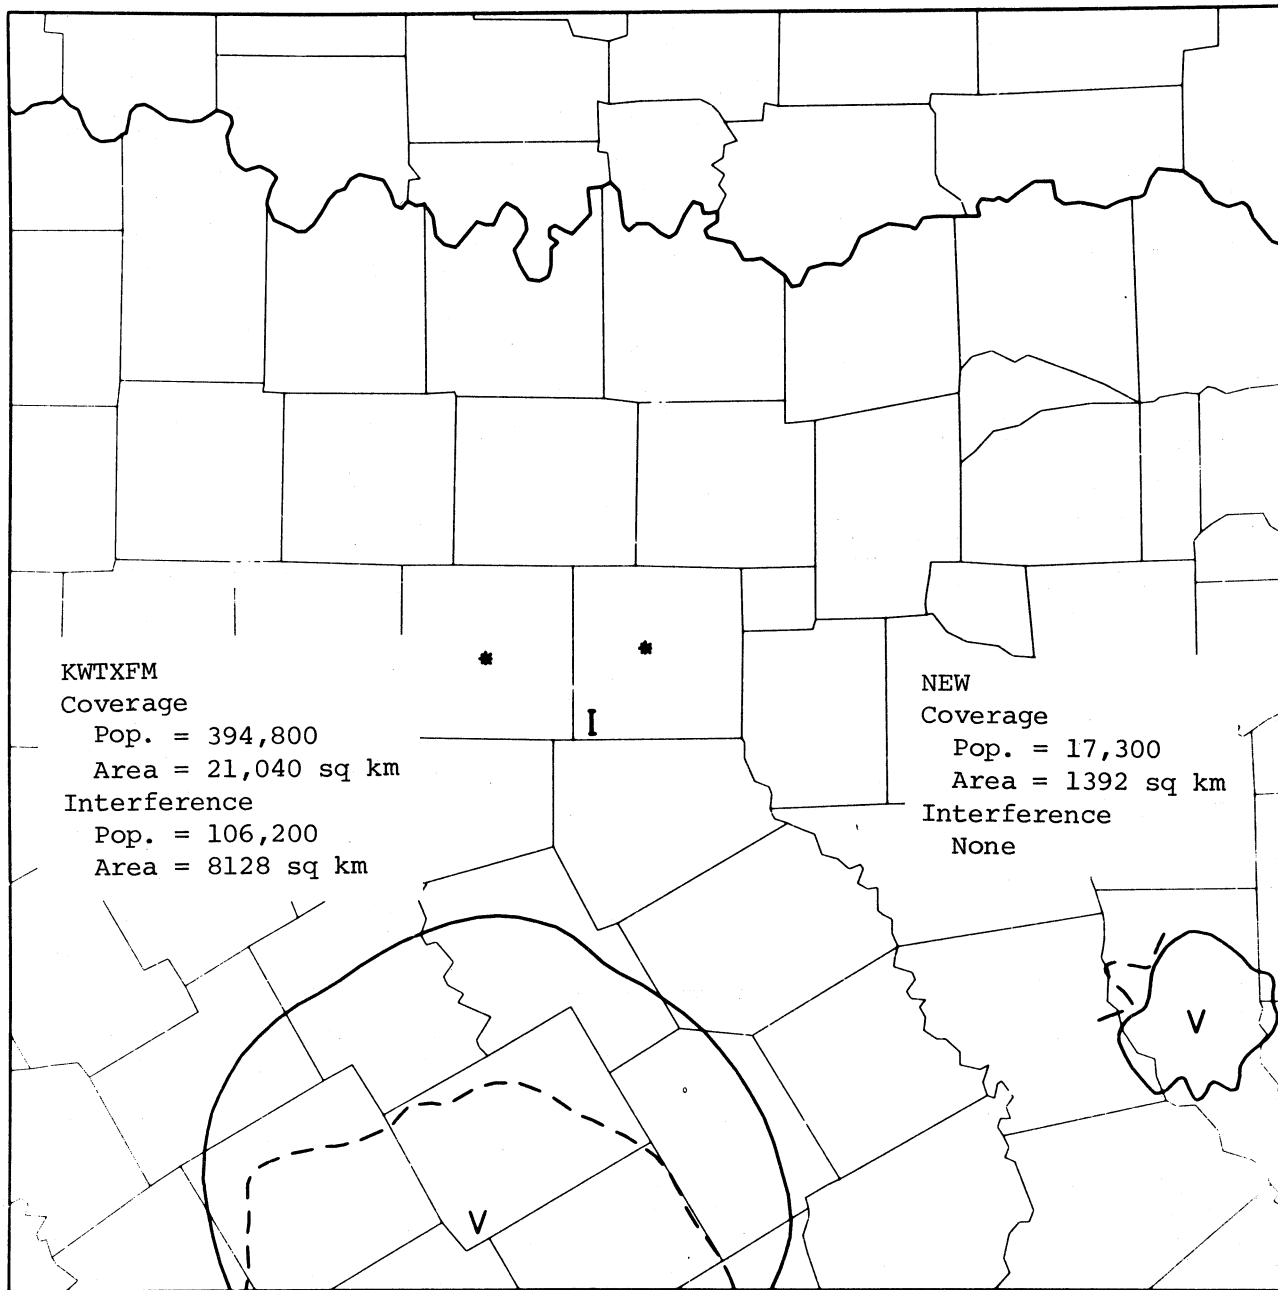 *
*
I
KWTXFM
Coverage
Pop. = 394,800
Area = 21,040 sq km
Interference
Pop. = 106,200
Area = 8128 sq km
NEW
Coverage
Pop. = 17,300
Area = 1392 sq km
Interference
None
V
V